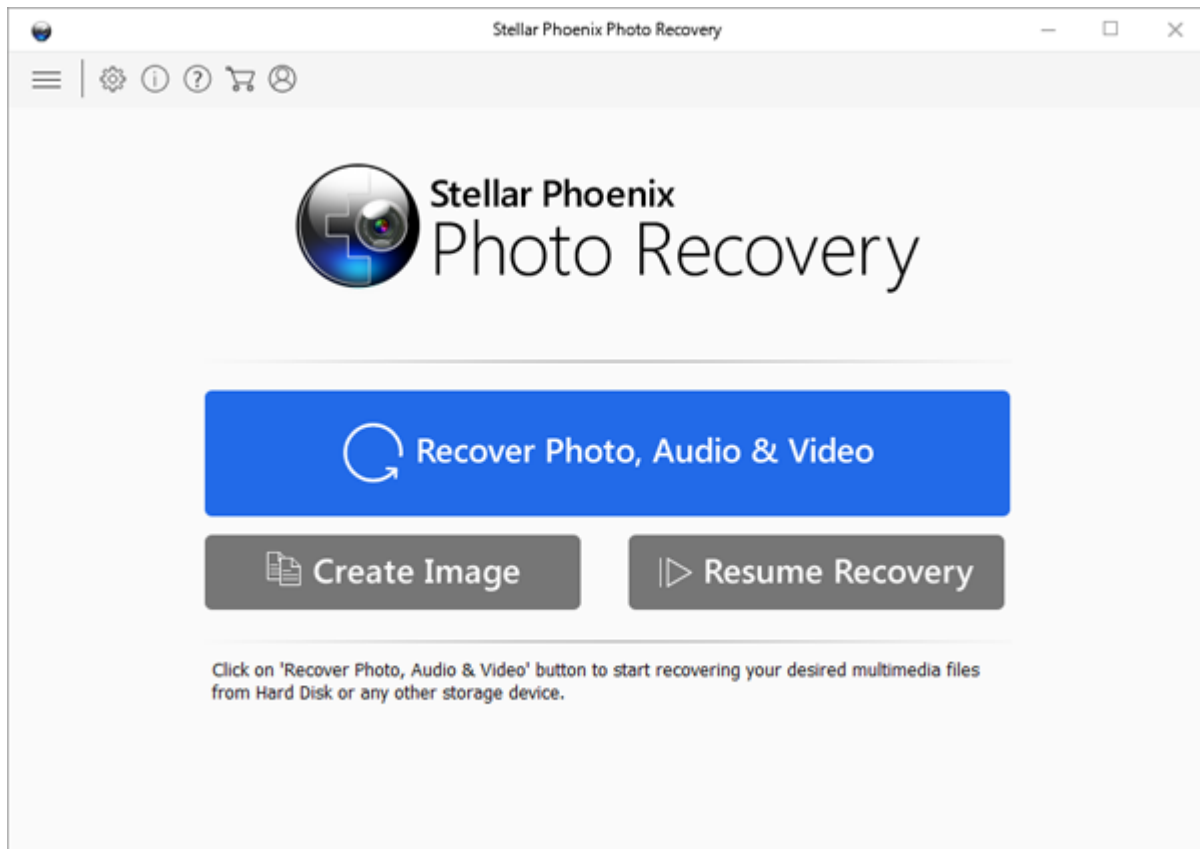 Stellar Phoenix Photo Recovery
Stellar Phoenix
Photo Recovery
Recover Photo, Audio & Video
Create Image
Resume Recovery
Click on 'Recover Photo, Audio & Video' button to start recovering your desired multimedia files
from Hard Disk or any other storage device.